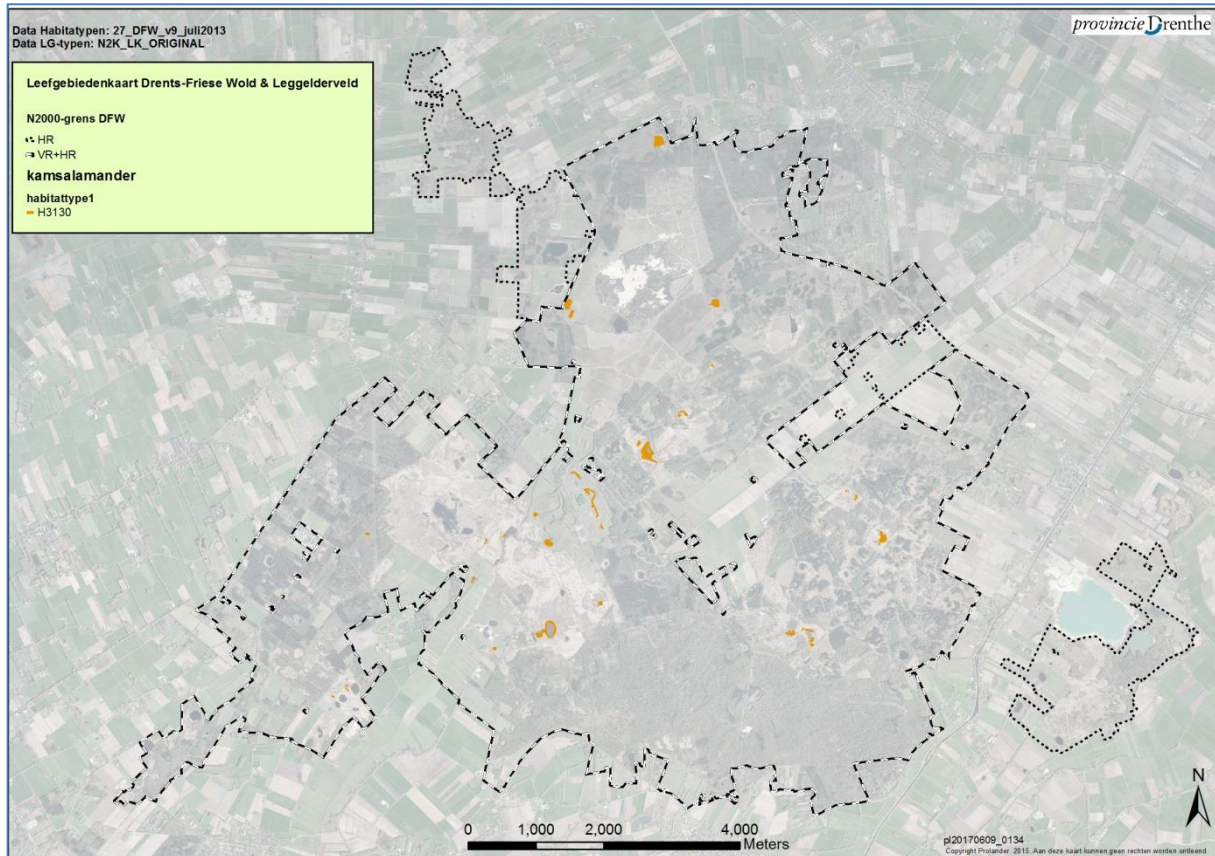 Data Habitatypen: 27_DFW_v9_juli2013
Data LG-typen: N2K_LK_ORIGINAL
provincie Drenthe
Leefgebiedenkaart Drents-Friese Wold & Leggelderveld
N2000-grens DFW
HR
VR+HR
kamsalamander
habitattype1
H3130
N
0 1,000 2,000 4,000
Meters
pl20170609_0134
Copyright Prolander 2015. Aan deze kaart kunnen geen rechten worden ontleend.